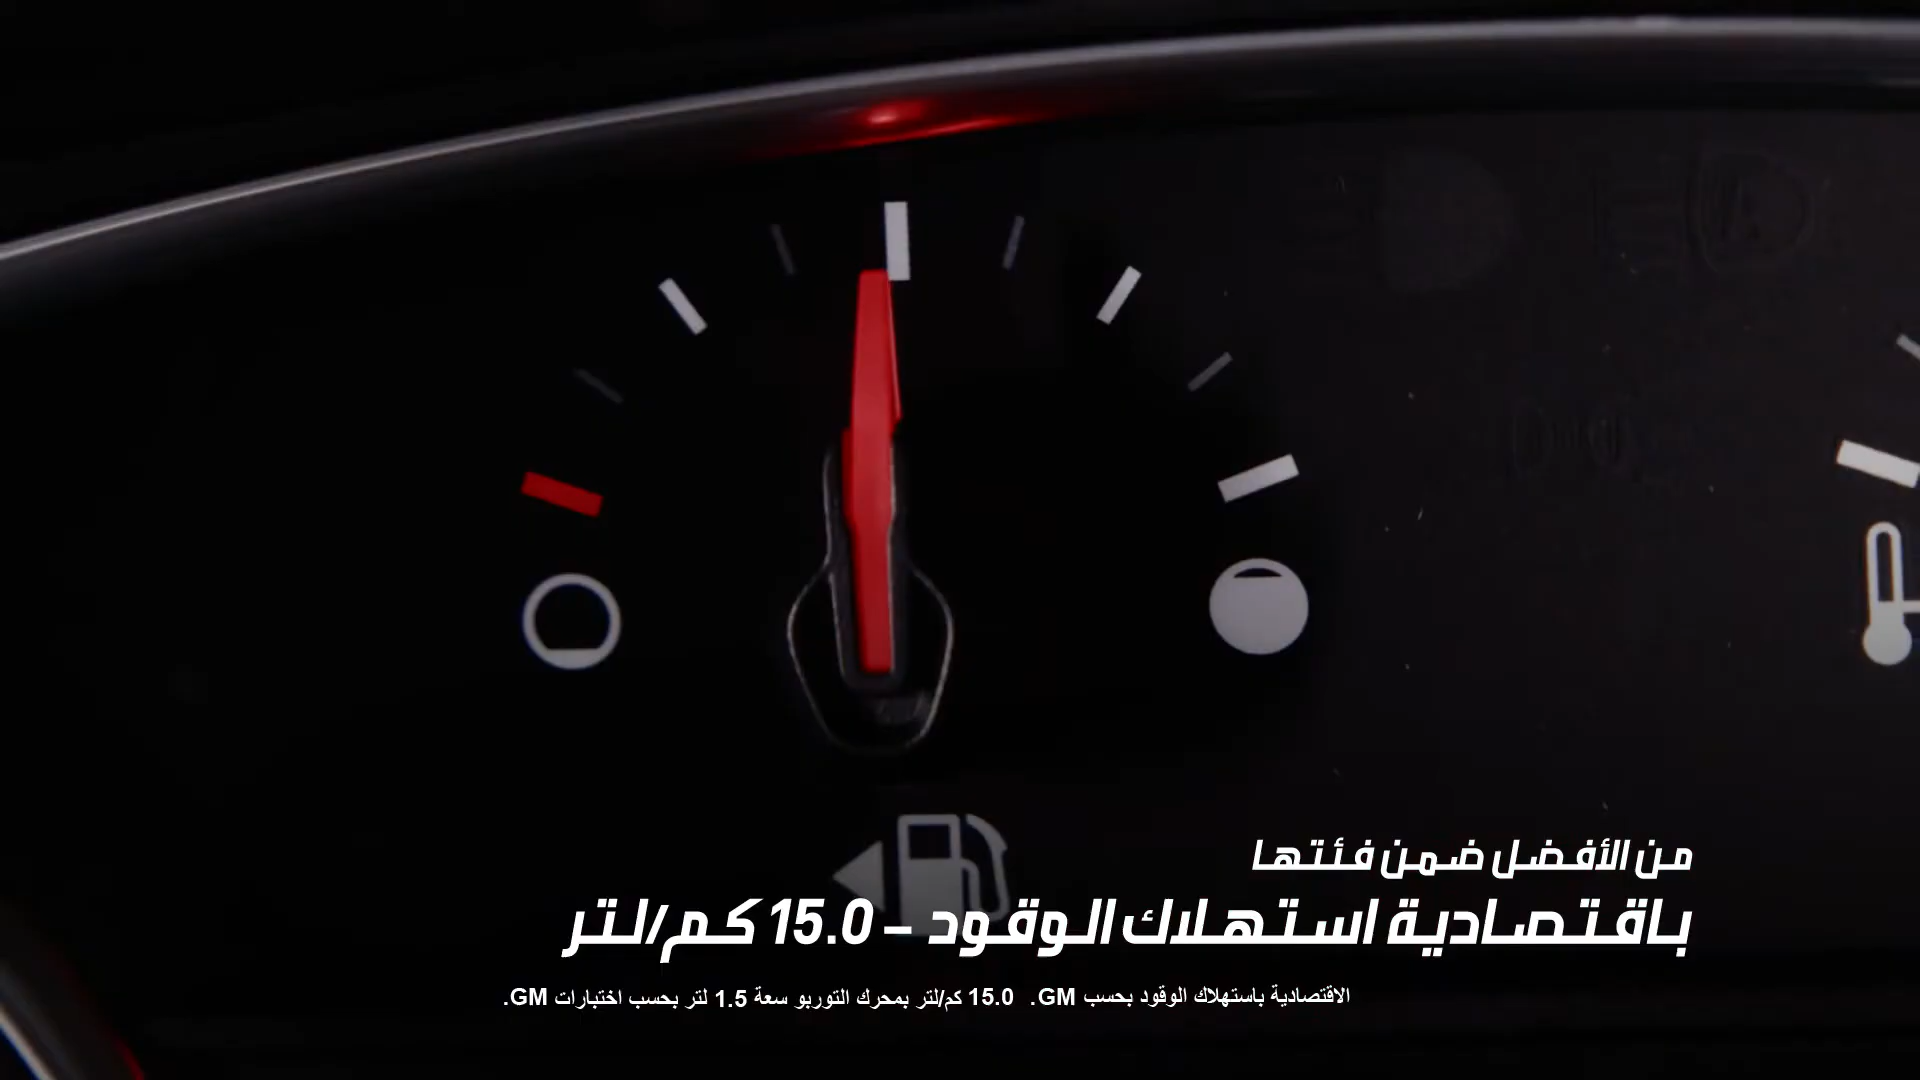 من الأفضل ضمن فئتها
باقتصادية استهلاك الوقود – 15.0 كم/لتر
الاقتصادية باستهلاك الوقود بحسب GM. 15.0 كم/لتر بمحرك التوربو سعة 1.5 لتر بحسب اختبارات GM.